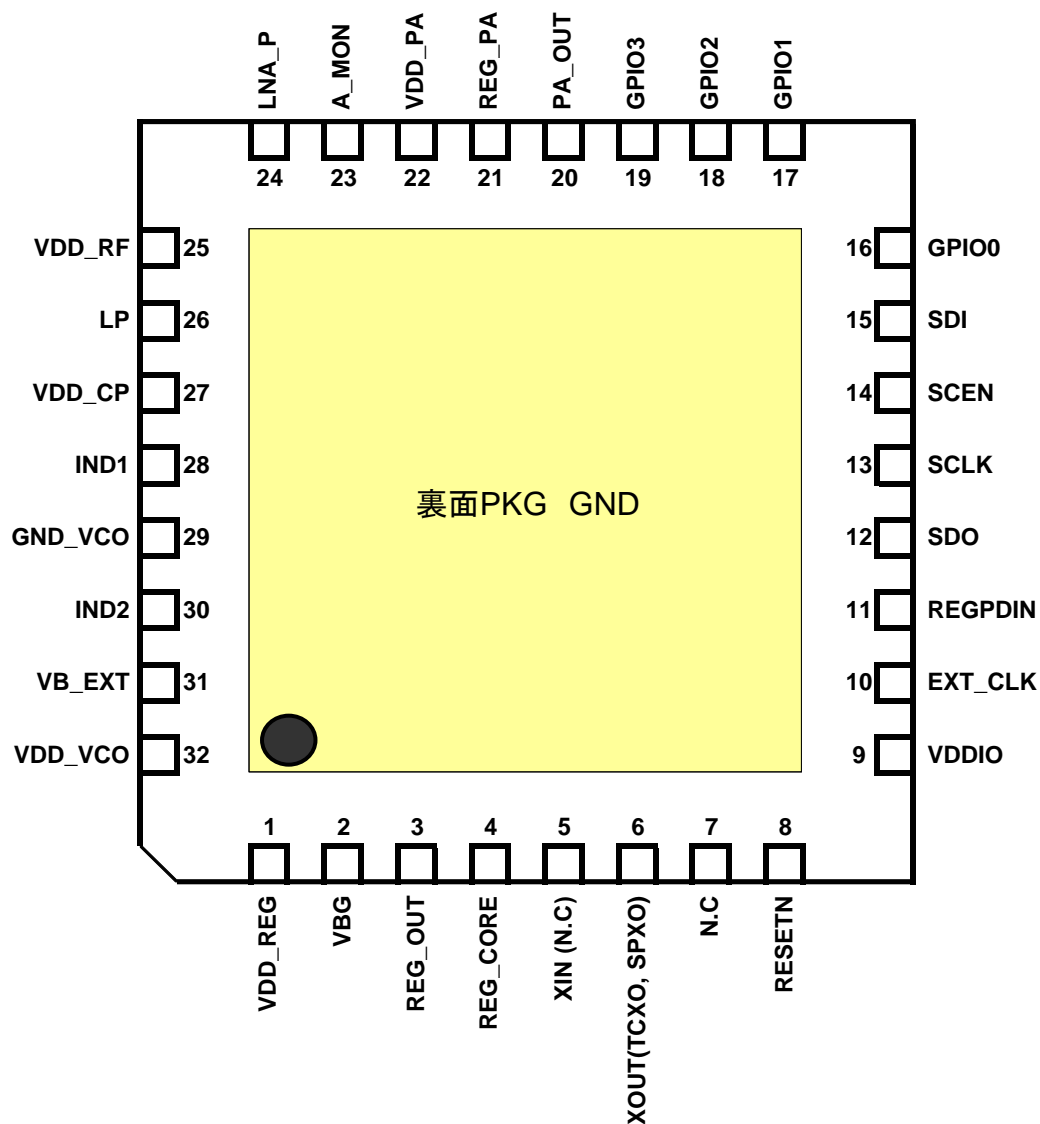 LNA_P
A_MON
VDD_PA
REG_PA
PA_OUT
GPIO3
GPIO2
GPIO1
24
23
22
21
20
19
18
17
VDD_RF 25
LP 26
VDD_CP 27
IND1 28
GND_VCO 29
IND2 30
VB_EXT 31
VDD_VCO 32
16 GPIO0
15 SDI
14 SCEN
13 SCLK
12 SDO
11 REGPDIN
10 EXT_CLK
9 VDDIO
裏面PKG GND
1
2
3
4
5
6
7
8
VDD_REG
VBG
REG_OUT
REG_CORE
XIN (N.C)
XOUT(TCXO, SPXO)
N.C
RESETN